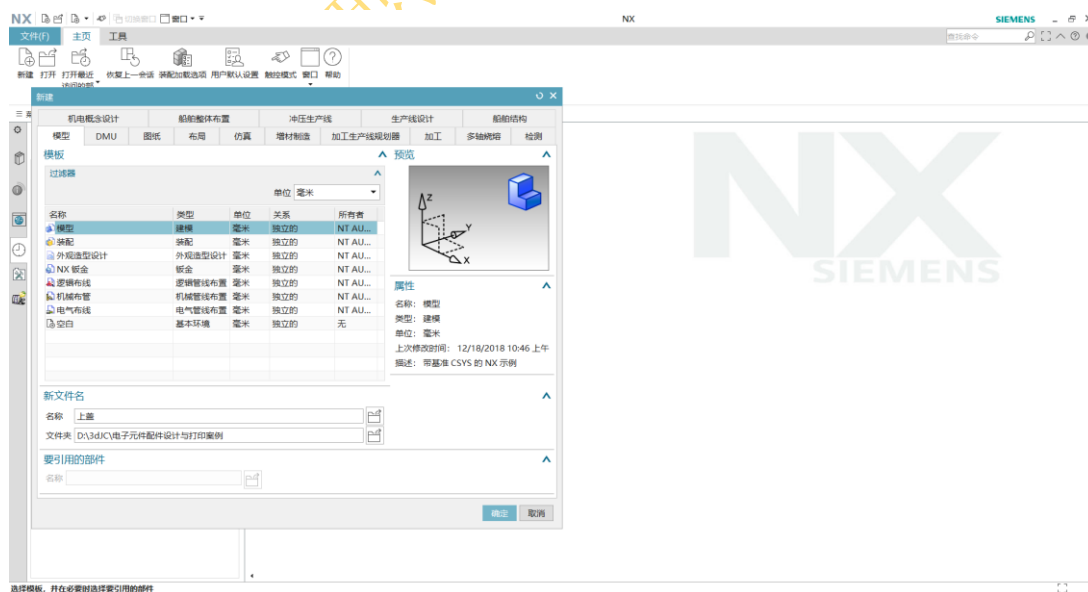 NX 切换窗口 窗口 NX SIEMENS
文件(F) 主页 工具 查找命令
新建 打开 打开最近访问的部 恢复上一会话 装配加载选项 用户默认设置 触控模式 窗口 帮助
新建
机电概念设计 船舶整体布置 冲压生产线 生产线设计 船舶结构
模型 DMU 图纸 布局 仿真 增材制造 加工生产线规划器 加工 多轴烧熔 检测
模板 预览
过滤器
单位 毫米
名称 类型 单位 关系 所有者
模型 建模 毫米 独立的 NT AU...
装配 装配 毫米 独立的 NT AU...
外观造型设计 外观造型设计 毫米 独立的 NT AU...
NX 钣金 钣金 毫米 独立的 NT AU...
逻辑布线 逻辑管线布置 毫米 独立的 NT AU...
机械布管 机械管线布置 毫米 独立的 NT AU...
电气布线 电气管线布置 毫米 独立的 NT AU...
空白 基本环境 毫米 独立的 无
Z
Y
X
属性
名称: 模型
类型: 建模
单位: 毫米
上次修改时间: 12/18/2018 10:46 上午
描述: 带基准 CSYS 的 NX 示例
新文件名
名称 上盖
文件夹 D:\3dJC\电子元件配件设计与打印案例
要引用的部件
名称
确定 取消
NX
SIEMENS
选择模板，并在必要时选择要引用的部件